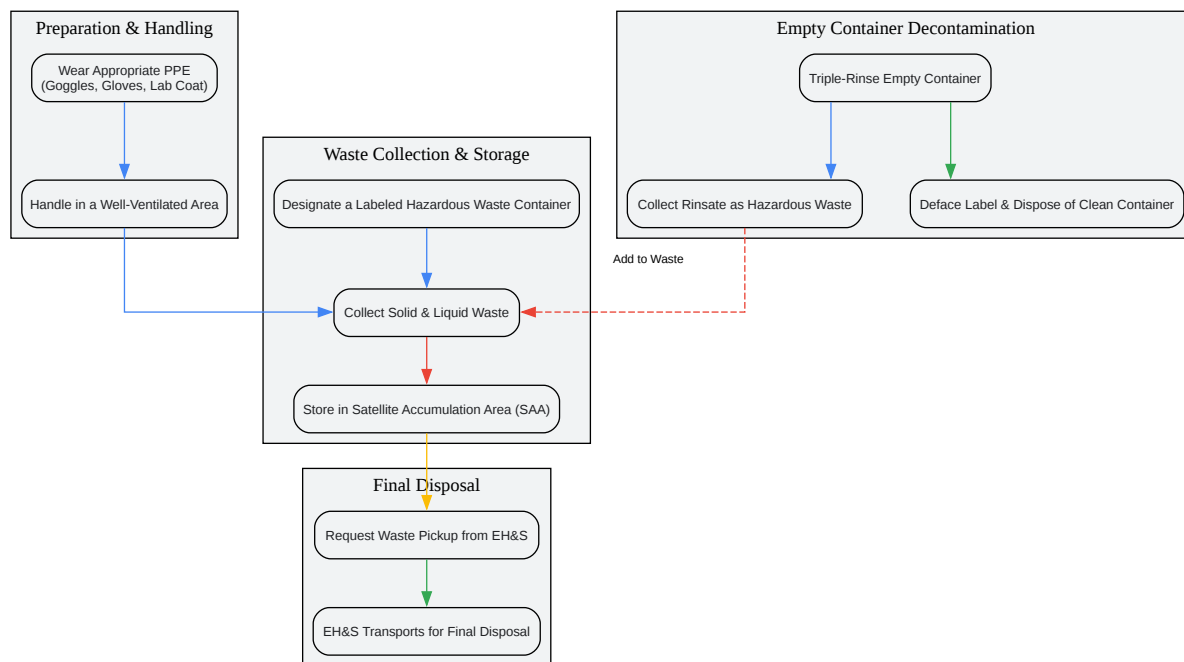 Preparation & Handling
Wear Appropriate PPE
(Goggles, Gloves, Lab Coat)
Handle in a Well-Ventilated Area
Waste Collection & Storage
Designate a Labeled Hazardous Waste Container
Collect Solid & Liquid Waste
Store in Satellite Accumulation Area (SAA)
Final Disposal
Request Waste Pickup from EH&S
EH&S Transports for Final Disposal
Empty Container Decontamination
Triple-Rinse Empty Container
Collect Rinsate as Hazardous Waste
Deface Label & Dispose of Clean Container
Add to Waste